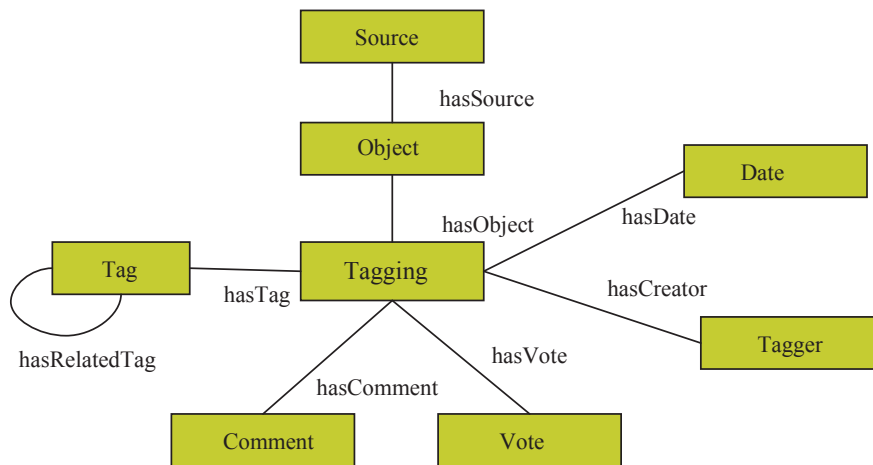 Source
hasSource
Object
Date
hasObject
hasDate
Tag
Tagging
hasTag
hasCreator
hasRelatedTag
Tagger
hasVote
hasComment
Comment
Vote